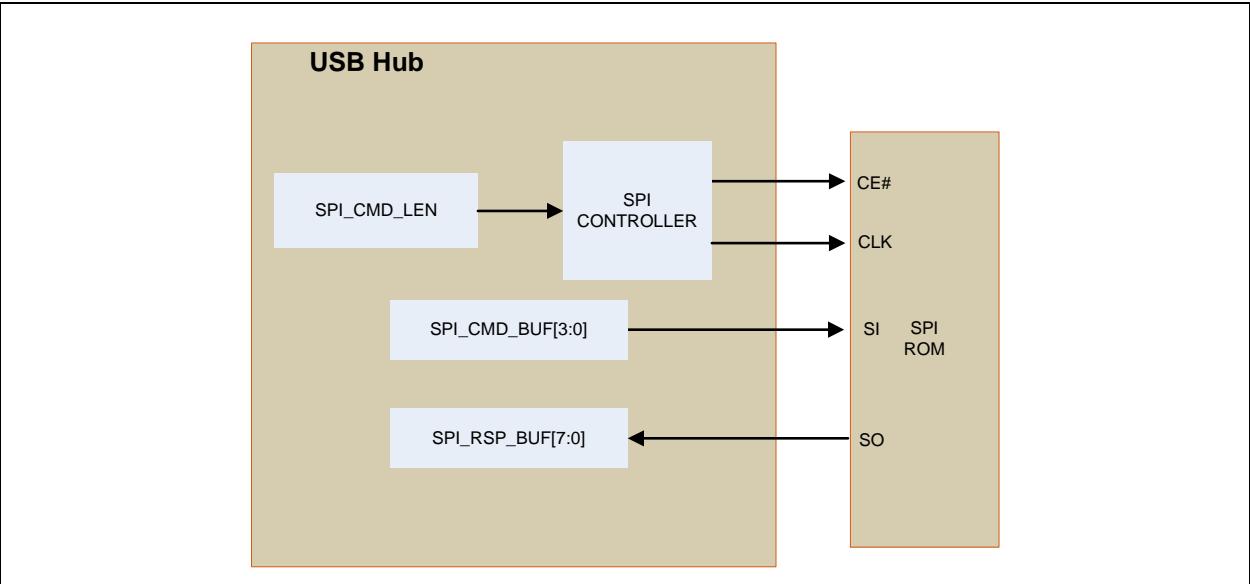 USB Hub
SPI_CMD_LEN
SPI
CONTROLLER
SPI_CMD_BUF[3:0]
SPI_RSP_BUF[7:0]
CE#
CLK
SI
SPI
ROM
SO